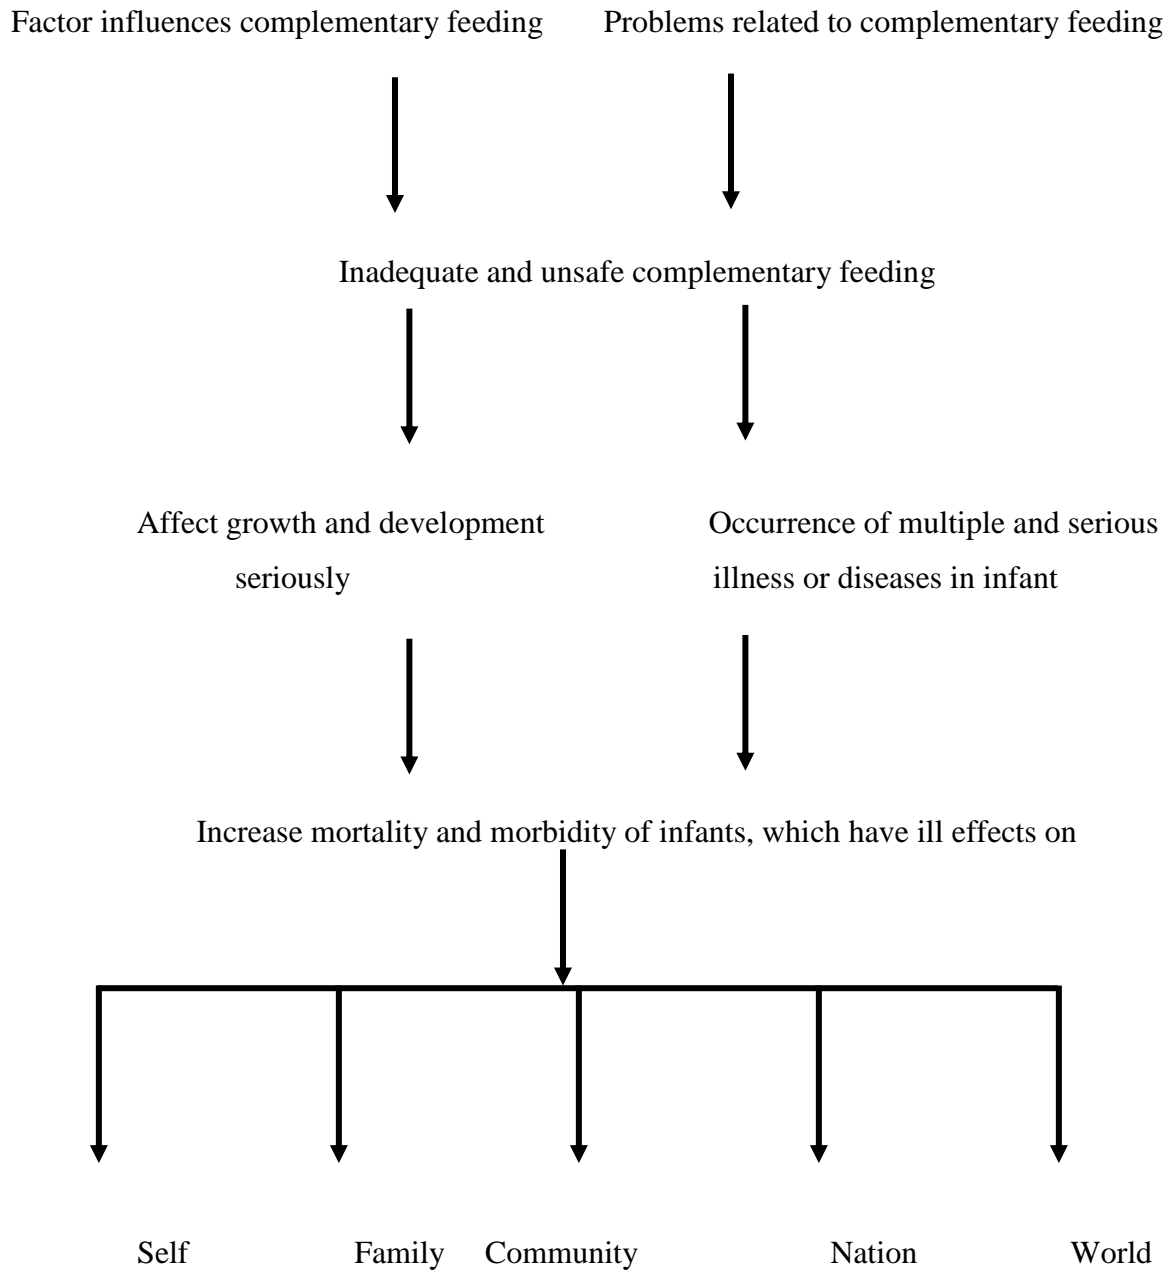 Factor influences complementary feeding Problems related to complementary feeding
Inadequate and unsafe complementary feeding
Affect growth and development
seriously
Occurrence of multiple and serious
illness or diseases in infant
Increase mortality and morbidity of infants, which have ill effects on
Self Family Community Nation World